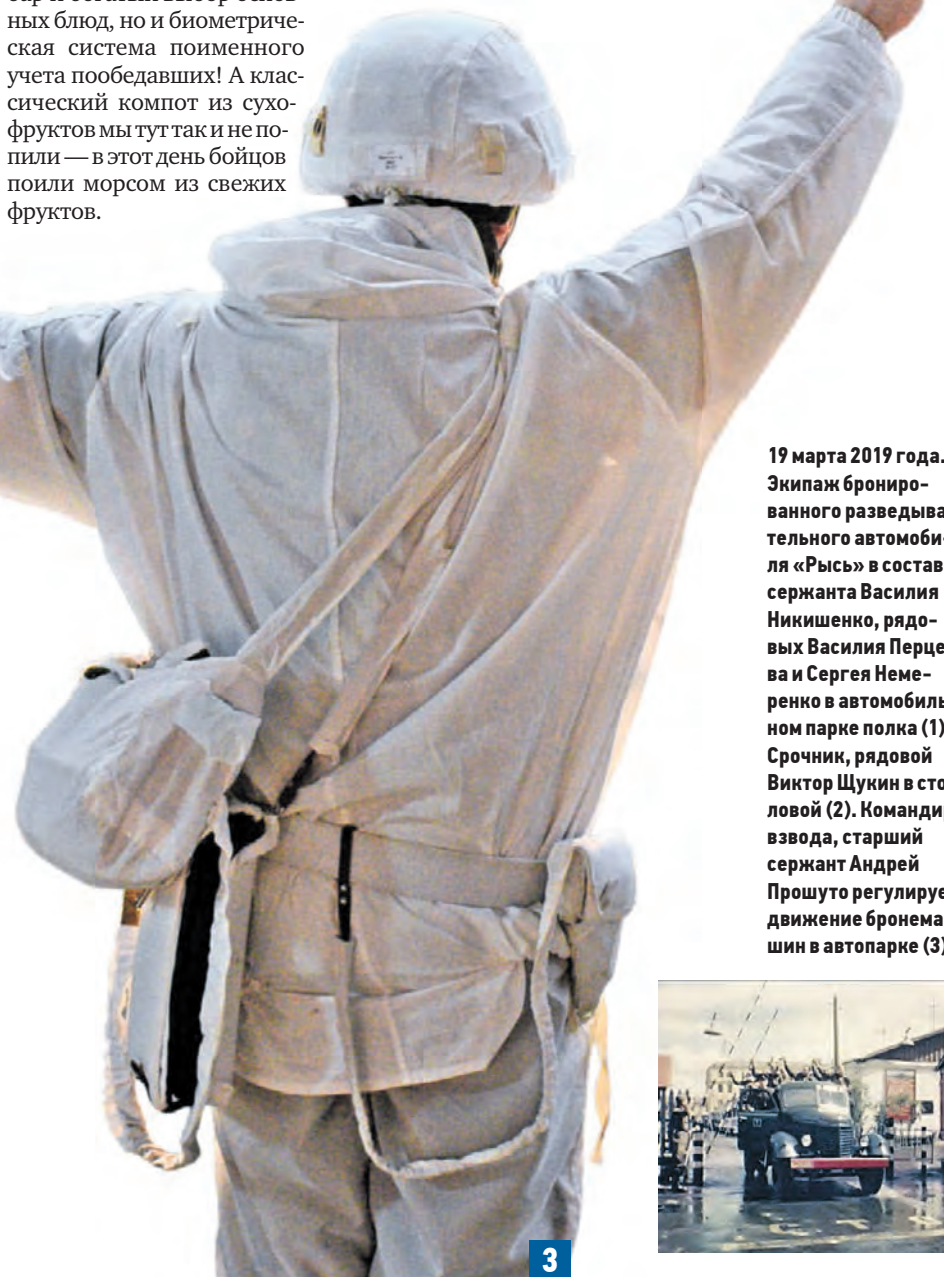 бар и богатый выбор основ-
ных блюд, но и биометриче-
ская система поименного
учета пообедавших! А клас-
сический компот из сухо-
фруктов мы тут так и не по-
пили — в этот день бойцов
поили морсом из свежих
фруктов.
19 марта 2019 года.
Экипаж брониро-
ванного разведыва
тельного автомоби-
ля «Рысь» в состав
сержанта Василия
Никишенко, рядо-
вых Василия Перце
ва и Сергея Неме-
ренко в автомобиль
ном парке полка (1)
Срочник, рядовой
Виктор Щукин в сто
ловой (2). Командир
взвода, старший
сержант Андрей
Прошуто регулируе
движение бронема
шин в автопарке (3)
3